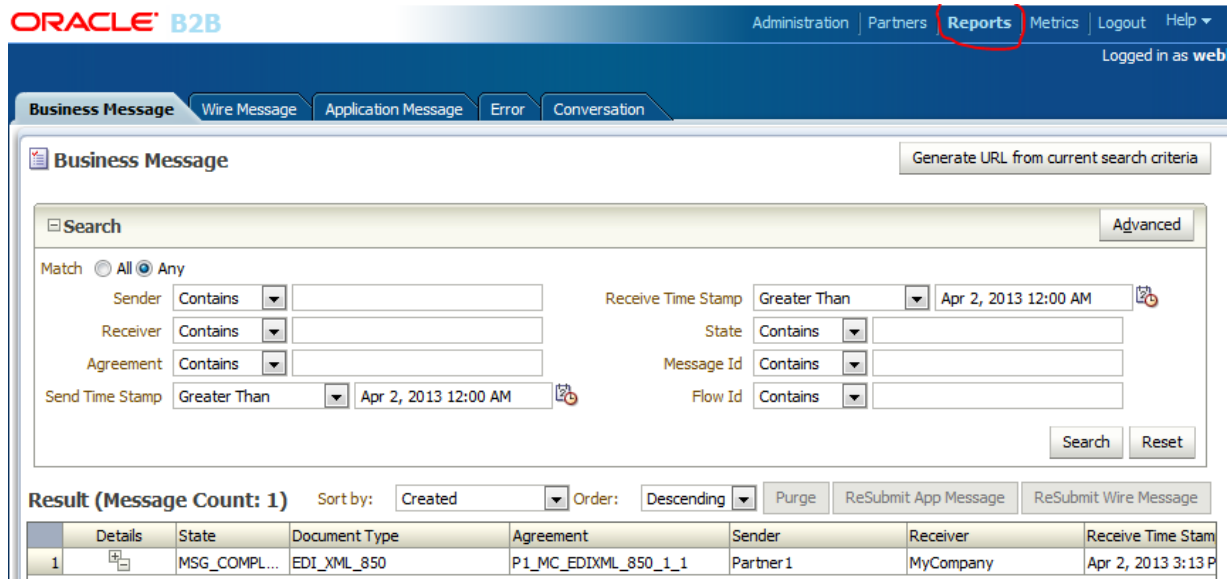 ORACLE B2B Administration Partners Reports Metrics Logout Help
Logged in as web
Business Message Wire Message Application Message Error Conversation
Business Message Generate URL from current search criteria
Search Advanced
Match All Any
Sender Contains Receive Time Stamp Greater Than Apr 2, 2013 12:00 AM
Receiver Contains State Contains
Agreement Contains Message Id Contains
Send Time Stamp Greater Than Apr 2, 2013 12:00 AM Flow Id Contains
Search Reset
Result (Message Count: 1) Sort by: Created Order: Descending Purge ReSubmit App Message ReSubmit Wire Message
Details State Document Type Agreement Sender Receiver Receive Time Stam
1 MSG_COMPL... EDI_XML_850 P1_MC_EDIXML_850_1_1 Partner1 MyCompany Apr 2, 2013 3:13 P